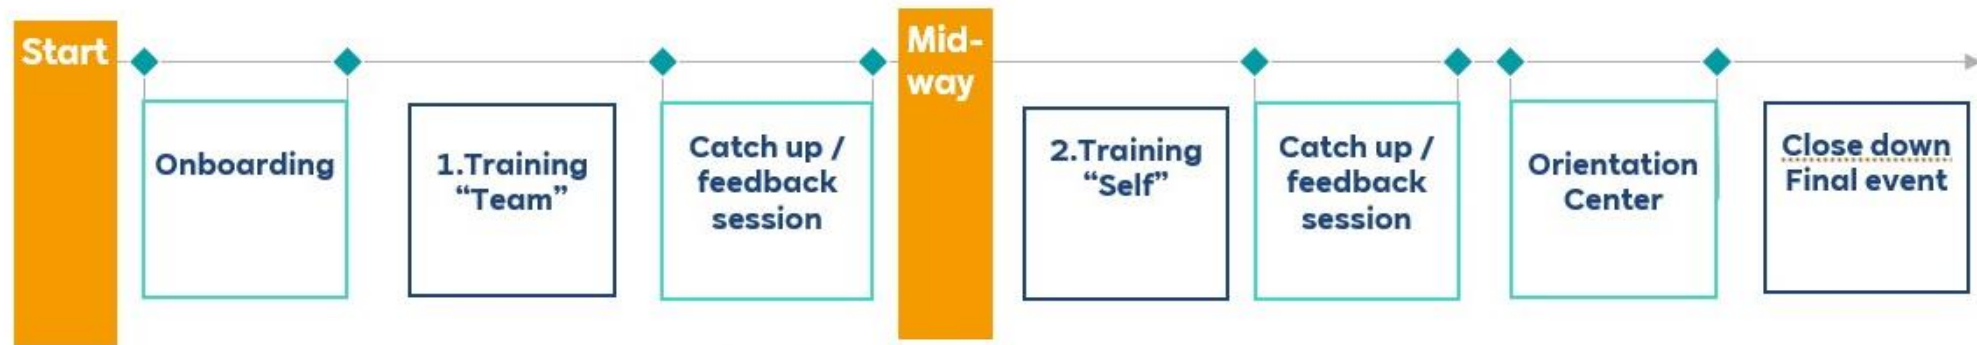 Start
Onboarding
1.Training
“Team”
Catch up /
feedback
session
Mid-
way
2.Training
“Self”
Catch up /
feedback
session
Orientation
Center
Close down
Final event